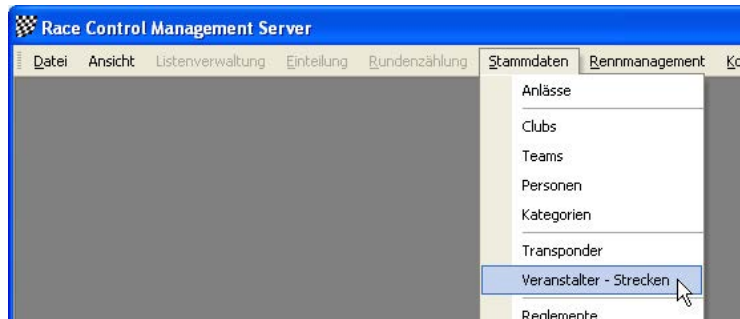 Race Control Management Server
Datei Ansicht Listenverwaltung Einteilung Rundenzählung Stammdaten Rennmanagement
Anlässe
Clubs
Teams
Personen
Kategorien
Transponder
Veranstalter - Strecken
Reglemente